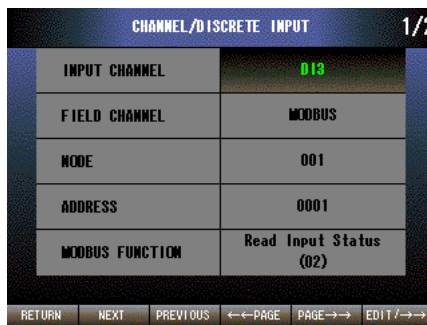 CHANNEL/DISCRETE INPUT 1/2
INPUT CHANNEL DI3
FIELD CHANNEL MODBUS
NODE 001
ADDRESS 0001
MODBUS FUNCTION Read Input Status
(02)
RETURN NEXT PREVIOUS ←←PAGE PAGE→→ EDIT/→→